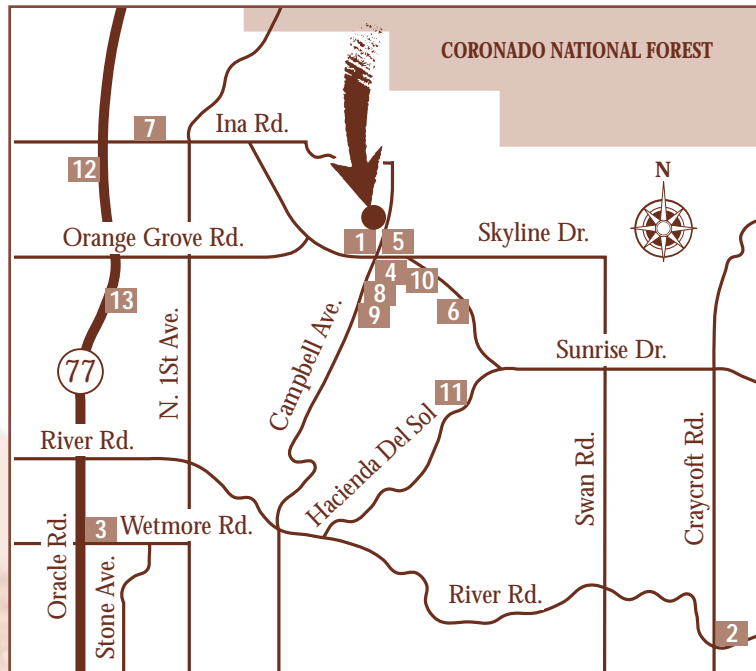 CORONADO NATIONAL FOREST
7
Ina Rd.
12
N
Orange Grove Rd.
1
5
Skyline Dr.
4
10
13
8
9
6
Campbell Ave.
N. 1St Ave.
Sunrise Dr.
77
11
Hacienda Del Sol
River Rd.
Swan Rd.
Craycroft Rd.
3
Wetmore Rd.
Oracle Rd.
Stone Ave.
River Rd.
2